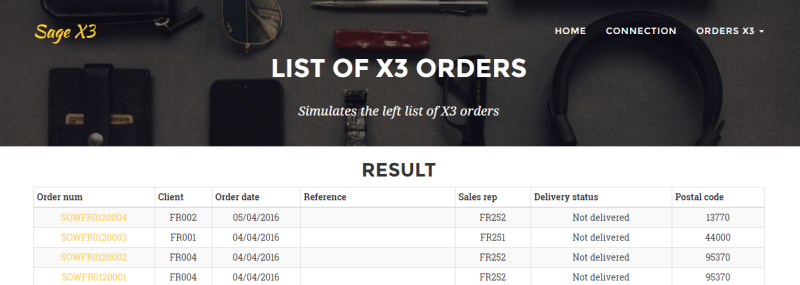 Sage X3
HOME CONNECTION ORDERS X3
LIST OF X3 ORDERS
Simulates the left list of X3 orders
RESULT
Order num Client Order date Reference Sales rep Delivery status Postal code
SOWFR0120004 FR002 05/04/2016 FR252 Not delivered 13770
SOWFR0120003 FR001 04/04/2016 FR251 Not delivered 44000
SOWFR0120002 FR004 04/04/2016 FR252 Not delivered 95370
SOWFR0120001 FR004 04/04/2016 FR252 Not delivered 95370